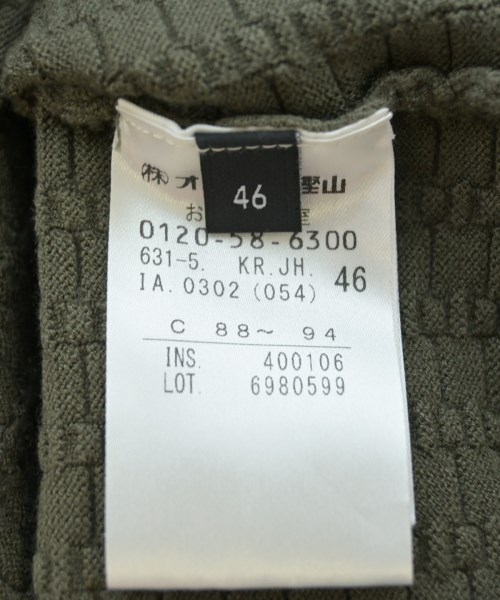 46
㈱オ 樫山
お 室
0120-58-6300
631-5. KR.JH. 46
IA.0302 (054)
C 88〜 94
INS. 400106
LOT. 6980599